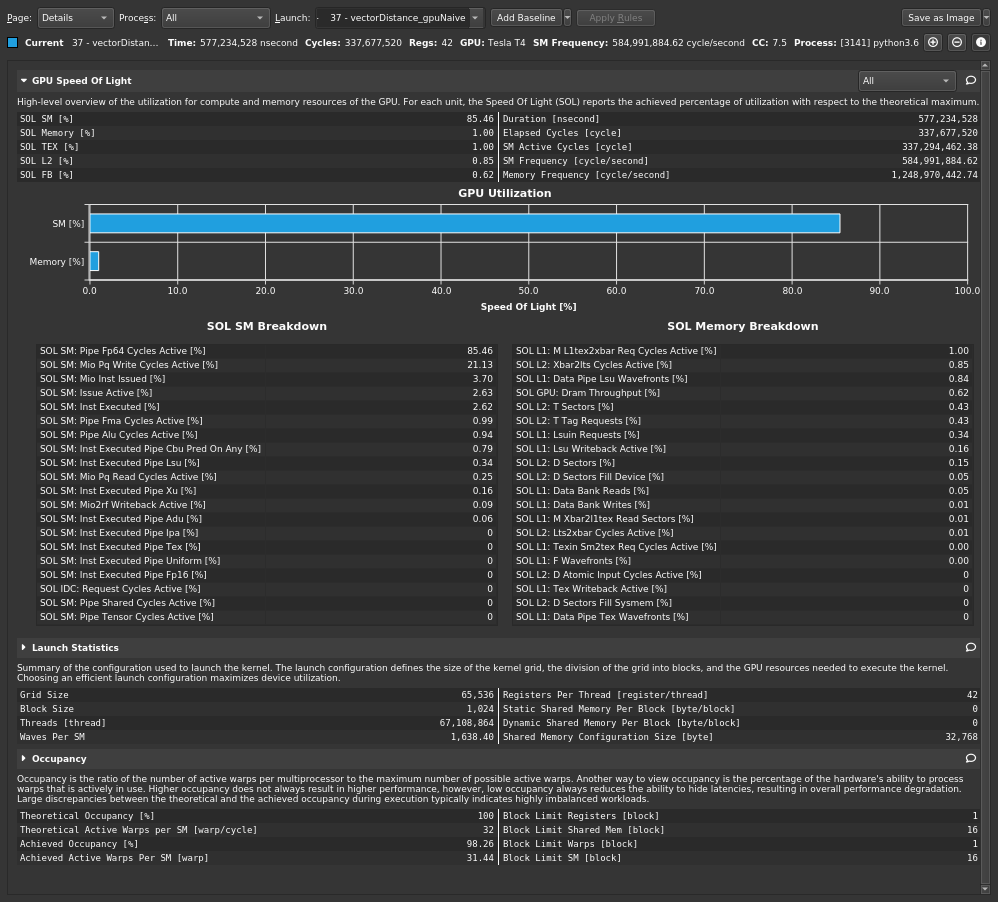 Page: Details Process: All Launch: - 37 - vectorDistance_gpuNaive Add Baseline Apply Rules Save as Image
Current 37 - vectorDistan... Time: 577,234,528 nsecond Cycles: 337,677,520 Regs: 42 GPU: Tesla T4 SM Frequency: 584,991,884.62 cycle/second CC: 7.5 Process: [3141] python3.6
GPU Speed Of Light All
High-level overview of the utilization for compute and memory resources of the GPU. For each unit, the Speed Of Light (SOL) reports the achieved percentage of utilization with respect to the theoretical maximum.
SOL SM [%] 85.46 Duration [nsecond] 577,234,528
SOL Memory [%] 1.00 Elapsed Cycles [cycle] 337,677,520
SOL TEX [%] 1.00 SM Active Cycles [cycle] 337,294,462.38
SOL L2 [%] 0.85 SM Frequency [cycle/second] 584,991,884.62
SOL FB [%] 0.62 Memory Frequency [cycle/second] 1,248,970,442.74
GPU Utilization
SM [%]
Memory [%]
0.0 10.0 20.0 30.0 40.0 50.0 60.0 70.0 80.0 90.0 100.0
Speed Of Light [%]
SOL SM Breakdown
SOL SM: Pipe Fp64 Cycles Active [%] 85.46
SOL SM: Mio Pq Write Cycles Active [%] 21.13
SOL SM: Mio Inst Issued [%] 3.70
SOL SM: Issue Active [%] 2.63
SOL SM: Inst Executed [%] 2.62
SOL SM: Pipe Fma Cycles Active [%] 0.99
SOL SM: Pipe Alu Cycles Active [%] 0.94
SOL SM: Inst Executed Pipe Cbu Pred On Any [%] 0.79
SOL SM: Inst Executed Pipe Lsu [%] 0.34
SOL SM: Mio Pq Read Cycles Active [%] 0.25
SOL SM: Inst Executed Pipe Xu [%] 0.16
SOL SM: Mio2rf Writeback Active [%] 0.09
SOL SM: Inst Executed Pipe Adu [%] 0.06
SOL SM: Inst Executed Pipe Ipa [%] 0
SOL SM: Inst Executed Pipe Tex [%] 0
SOL SM: Inst Executed Pipe Uniform [%] 0
SOL SM: Inst Executed Pipe Fp16 [%] 0
SOL IDC: Request Cycles Active [%] 0
SOL SM: Pipe Shared Cycles Active [%] 0
SOL SM: Pipe Tensor Cycles Active [%] 0
SOL Memory Breakdown
SOL L1: M L1tex2xbar Req Cycles Active [%] 1.00
SOL L2: Xbar2lts Cycles Active [%] 0.85
SOL L1: Data Pipe Lsu Wavefronts [%] 0.84
SOL GPU: Dram Throughput [%] 0.62
SOL L2: T Sectors [%] 0.43
SOL L2: T Tag Requests [%] 0.43
SOL L1: Lsuin Requests [%] 0.34
SOL L1: Lsu Writeback Active [%] 0.16
SOL L2: D Sectors [%] 0.15
SOL L2: D Sectors Fill Device [%] 0.05
SOL L1: Data Bank Reads [%] 0.05
SOL L1: Data Bank Writes [%] 0.01
SOL L1: M Xbar2l1tex Read Sectors [%] 0.01
SOL L2: Lts2xbar Cycles Active [%] 0.01
SOL L1: Texin Sm2tex Req Cycles Active [%] 0.00
SOL L1: F Wavefronts [%] 0.00
SOL L2: D Atomic Input Cycles Active [%] 0
SOL L1: Tex Writeback Active [%] 0
SOL L2: D Sectors Fill Sysmem [%] 0
SOL L1: Data Pipe Tex Wavefronts [%] 0
Launch Statistics
Summary of the configuration used to launch the kernel. The launch configuration defines the size of the kernel grid, the division of the grid into blocks, and the GPU resources needed to execute the kernel.
Choosing an efficient launch configuration maximizes device utilization.
Grid Size 65,536 Registers Per Thread [register/thread] 42
Block Size 1,024 Static Shared Memory Per Block [byte/block] 0
Threads [thread] 67,108,864 Dynamic Shared Memory Per Block [byte/block] 0
Waves Per SM 1,638.40 Shared Memory Configuration Size [byte] 32,768
Occupancy
Occupancy is the ratio of the number of active warps per multiprocessor to the maximum number of possible active warps. Another way to view occupancy is the percentage of the hardware's ability to process
warps that is actively in use. Higher occupancy does not always result in higher performance, however, low occupancy always reduces the ability to hide latencies, resulting in overall performance degradation.
Large discrepancies between the theoretical and the achieved occupancy during execution typically indicates highly imbalanced workloads.
Theoretical Occupancy [%] 100 Block Limit Registers [block] 1
Theoretical Active Warps per SM [warp/cycle] 32 Block Limit Shared Mem [block] 16
Achieved Occupancy [%] 98.26 Block Limit Warps [block] 1
Achieved Active Warps Per SM [warp] 31.44 Block Limit SM [block] 16